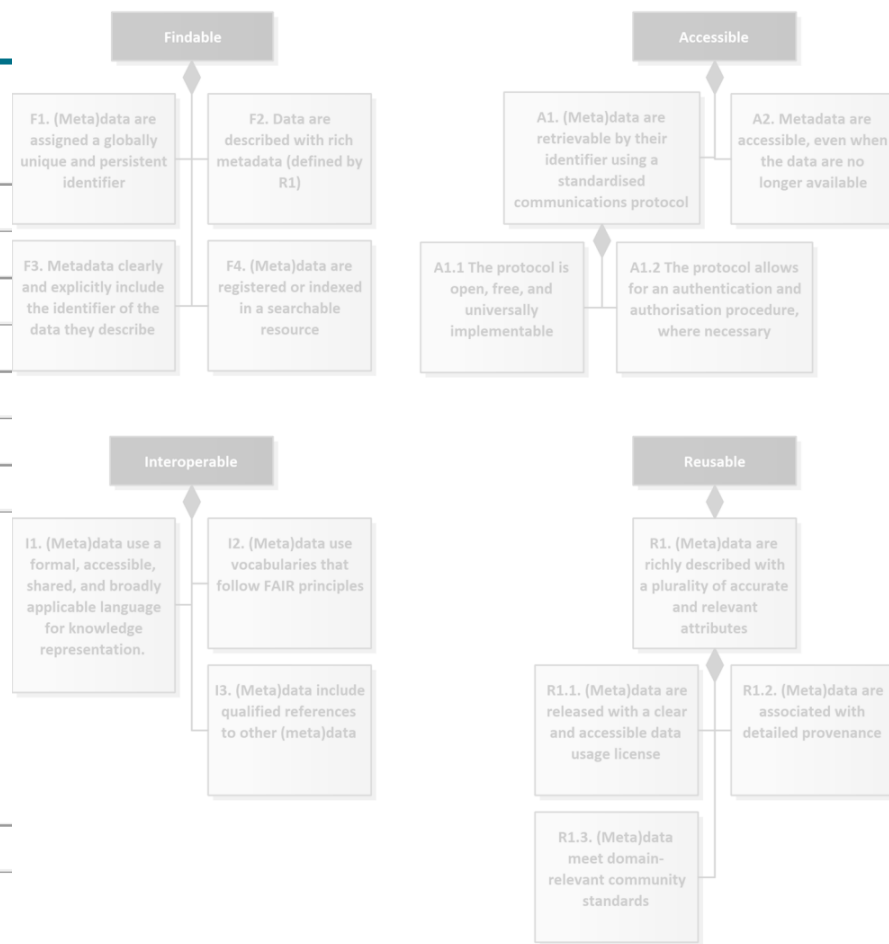 Findable
F1. (Meta)data are
assigned a globally
unique and persistent
identifier
F2. Data are
described with rich
metadata (defined by
R1)
F3. Metadata clearly
and explicitly include
the identifier of the
data they describe
F4. (Meta)data are
registered or indexed
in a searchable
resource
Accessible
A1. (Meta)data are
retrievable by their
identifier using a
standardised
communications protocol
A2. Metadata are
accessible, even when
the data are no
longer available
A1.1 The protocol is
open, free, and
universally
implementable
A1.2 The protocol allows
for an authentication and
authorisation procedure,
where necessary
Interoperable
I1. (Meta)data use a
formal, accessible,
shared, and broadly
applicable language
for knowledge
representation.
I2. (Meta)data use
vocabularies that
follow FAIR principles
I3. (Meta)data include
qualified references
to other (meta)data
Reusable
R1. (Meta)data are
richly described with
a plurality of accurate
and relevant
attributes
R1.1. (Meta)data are
released with a clear
and accessible data
usage license
R1.2. (Meta)data are
associated with
detailed provenance
R1.3. (Meta)data
meet domain-
relevant community
standards